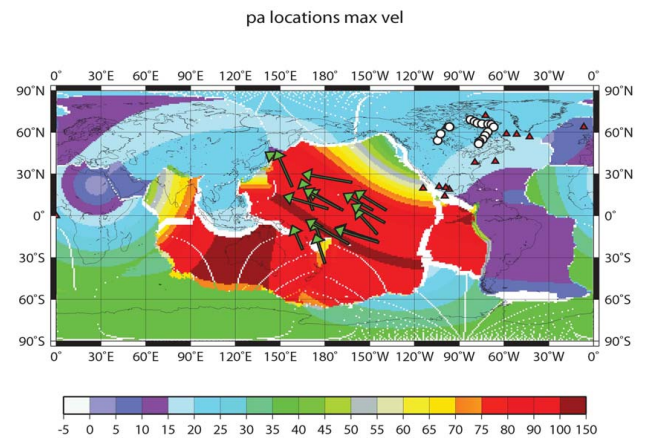 pa locations max vel
0° 30°E 60°E 90°E 120°E 150°E 180° 150°W 120°W 90°W 60°W 30°W 0°
90°N 90°N
60°N 60°N
30°N 30°N
0° 0°
30°S 30°S
60°S 60°S
90°S 90°S
0° 30°E 60°E 90°E 120°E 150°E 180° 150°W 120°W 90°W 60°W 30°W 0°
-5 0 5 10 15 20 25 30 35 40 45 50 55 60 65 70 75 80 90 100 150